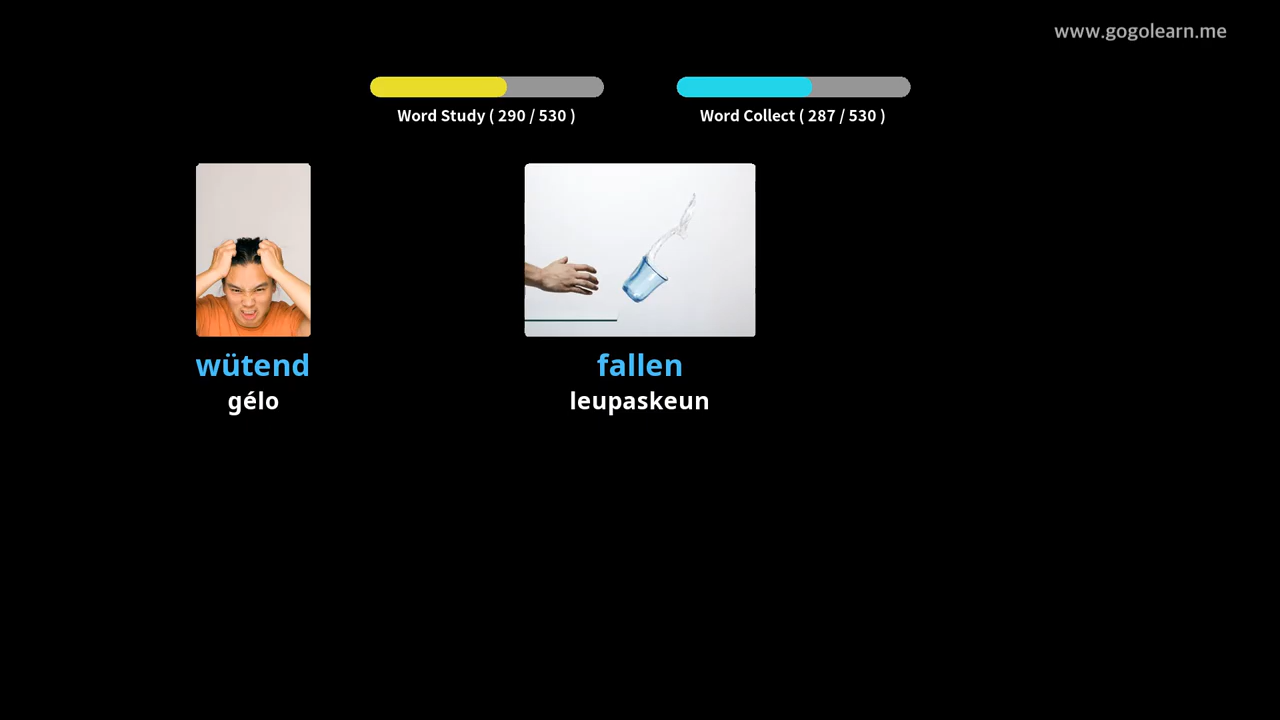 www.gogolearn.me
Word Study ( 290 / 530 )
Word Collect ( 287 / 530 )
wütend
gélo
fallen
leupaskeun